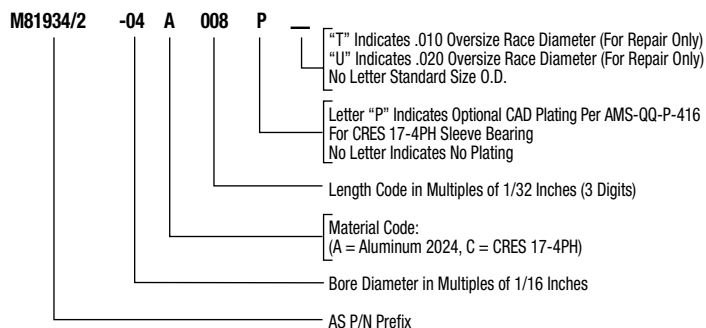 M81934/2 -04 A 008 P _
“T” Indicates .010 Oversize Race Diameter (For Repair Only)
“U” Indicates .020 Oversize Race Diameter (For Repair Only)
No Letter Standard Size O.D.
Letter “P” Indicates Optional CAD Plating Per AMS-QQ-P-416
For CRES 17-4PH Sleeve Bearing
No Letter Indicates No Plating
Length Code in Multiples of 1/32 Inches (3 Digits)
Material Code:
(A = Aluminum 2024, C = CRES 17-4PH)
Bore Diameter in Multiples of 1/16 Inches
AS P/N Prefix